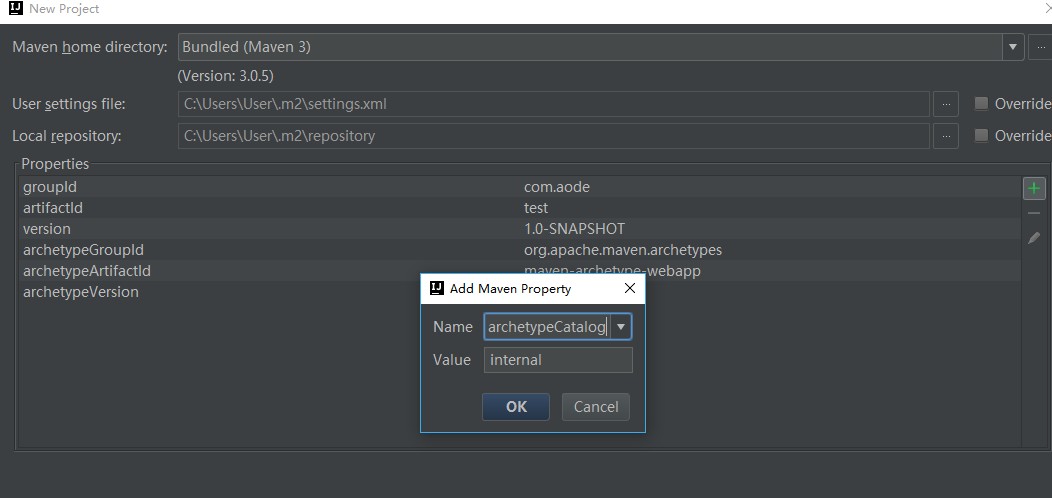 New Project
Maven home directory: Bundled (Maven 3)
(Version: 3.0.5)
User settings file: C:\Users\User\.m2\settings.xml ... Override
Local repository: C:\Users\User\.m2\repository ... Override
Properties
groupId com.aode
artifactId test
version 1.0-SNAPSHOT
archetypeGroupId org.apache.maven.archetypes
archetypeArtifactId maven-archetype-webapp
archetypeVersion
Add Maven Property
Name archetypeCatalog
Value internal
OK Cancel